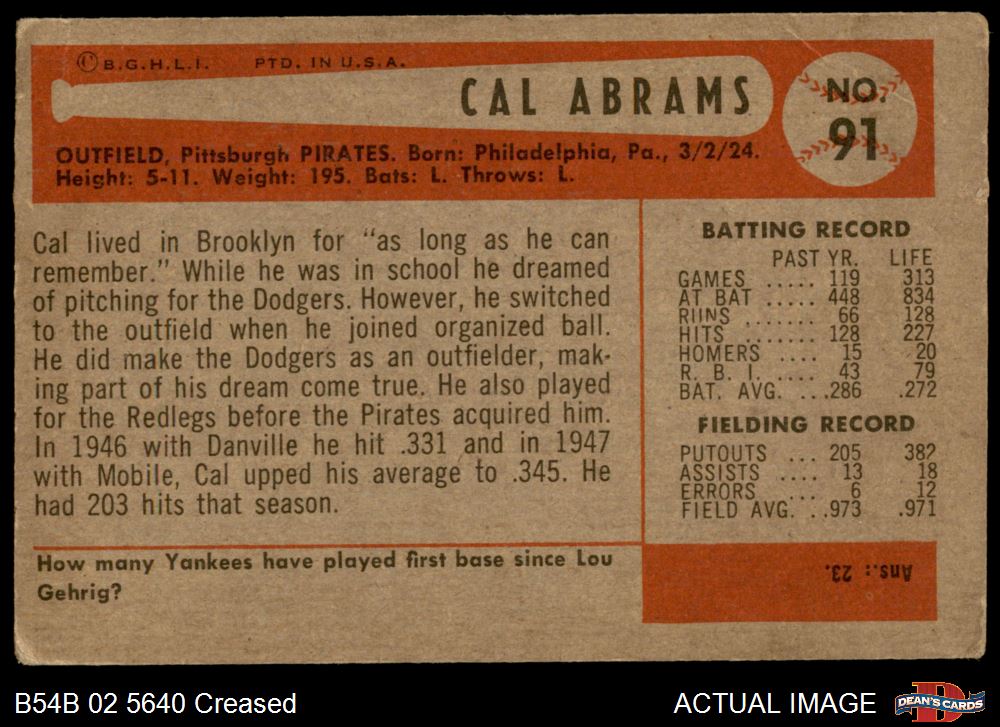 ©B.G.H.L.I. PTD. IN U.S.A.
CAL ABRAMS
NO.
91
OUTFIELD, Pittsburgh PIRATES. Born: Philadelphia, Pa., 3/2/24.
Height: 5-11. Weight: 195. Bats: L. Throws: L.
Cal lived in Brooklyn for “as long as he can
remember.” While he was in school he dreamed
of pitching for the Dodgers. However, he switched
to the outfield when he joined organized ball.
He did make the Dodgers as an outfielder, mak-
ing part of his dream come true. He also played
for the Redlegs before the Pirates acquired him.
In 1946 with Danville he hit .331 and in 1947
with Mobile, Cal upped his average to .345. He
had 203 hits that season.
BATTING RECORD
PAST YR. LIFE
GAMES ..... 119 313
AT BAT ..... 448 834
RUNS ....... 66 128
HITS ....... 128 227
HOMERS .... 15 20
R. B. I. .... 43 79
BAT. AVG. ...286 .272
FIELDING RECORD
PUTOUTS ... 205 382
ASSISTS .... 13 18
ERRORS ... 6 12
FIELD AVG. . .973 .971
How many Yankees have played first base since Lou
Gehrig?
Ans.: 23.
B54B 02 5640 Creased
ACTUAL IMAGE
DEAN'S CARDS